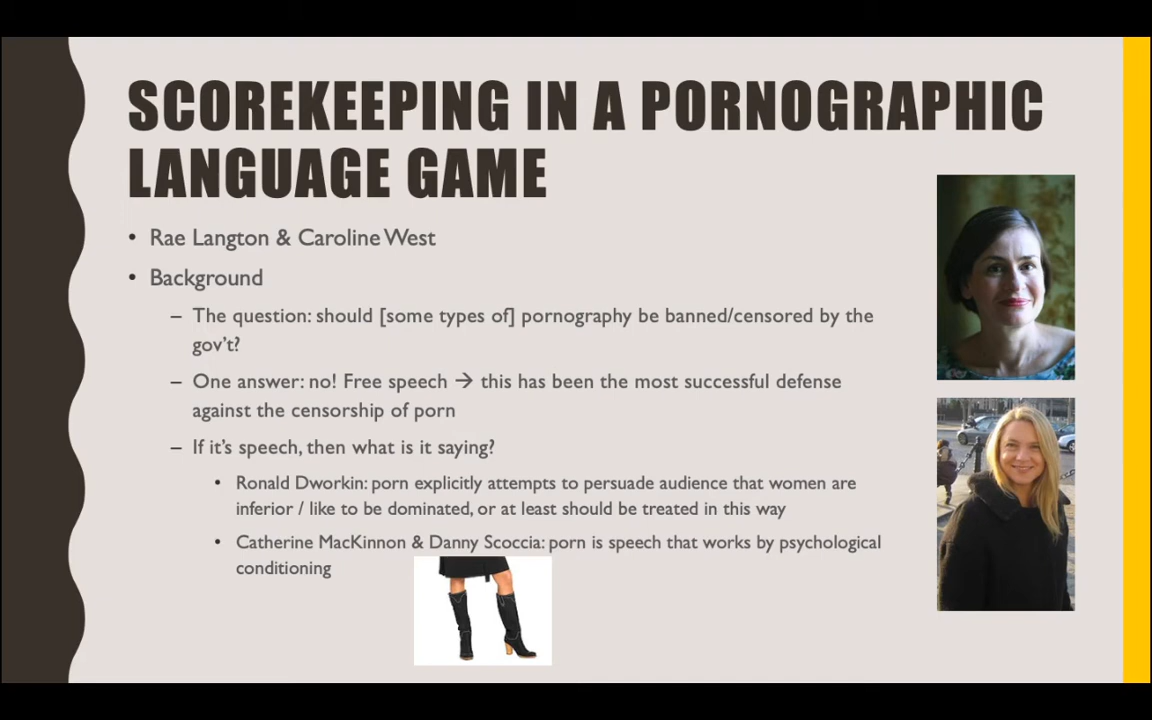 SCOREKEEPING IN A PORNOGRAPHIC
LANGUAGE GAME
• Rae Langton & Caroline West
• Background
– The question: should [some types of] pornography be banned/censored by the
gov't?
– One answer: no! Free speech → this has been the most successful defense
against the censorship of porn
– If it's speech, then what is it saying?
• Ronald Dworkin: porn explicitly attempts to persuade audience that women are
inferior / like to be dominated, or at least should be treated in this way
• Catherine MacKinnon & Danny Scoccia: porn is speech that works by psychological
conditioning